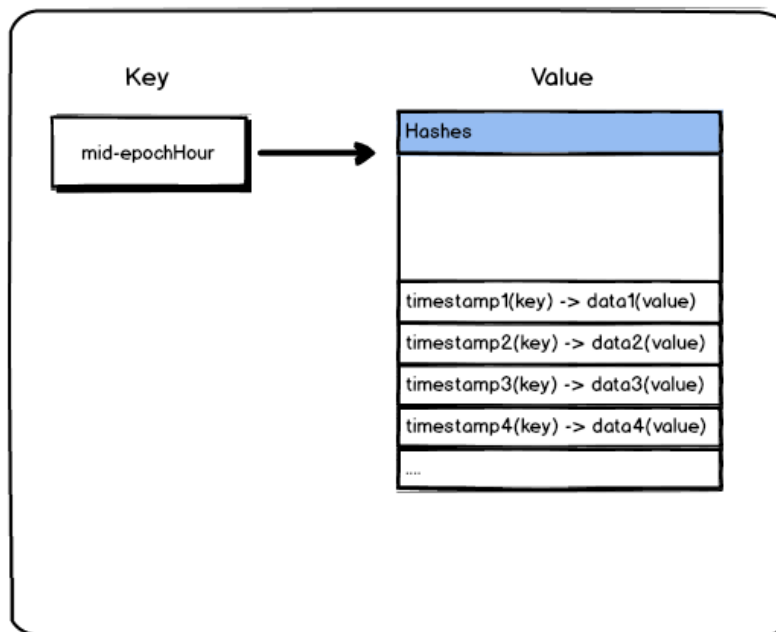 Key
Value
mid-epochHour
Hashes
timestamp1(key) -> data1(value)
timestamp2(key) -> data2(value)
timestamp3(key) -> data3(value)
timestamp4(key) -> data4(value)
....